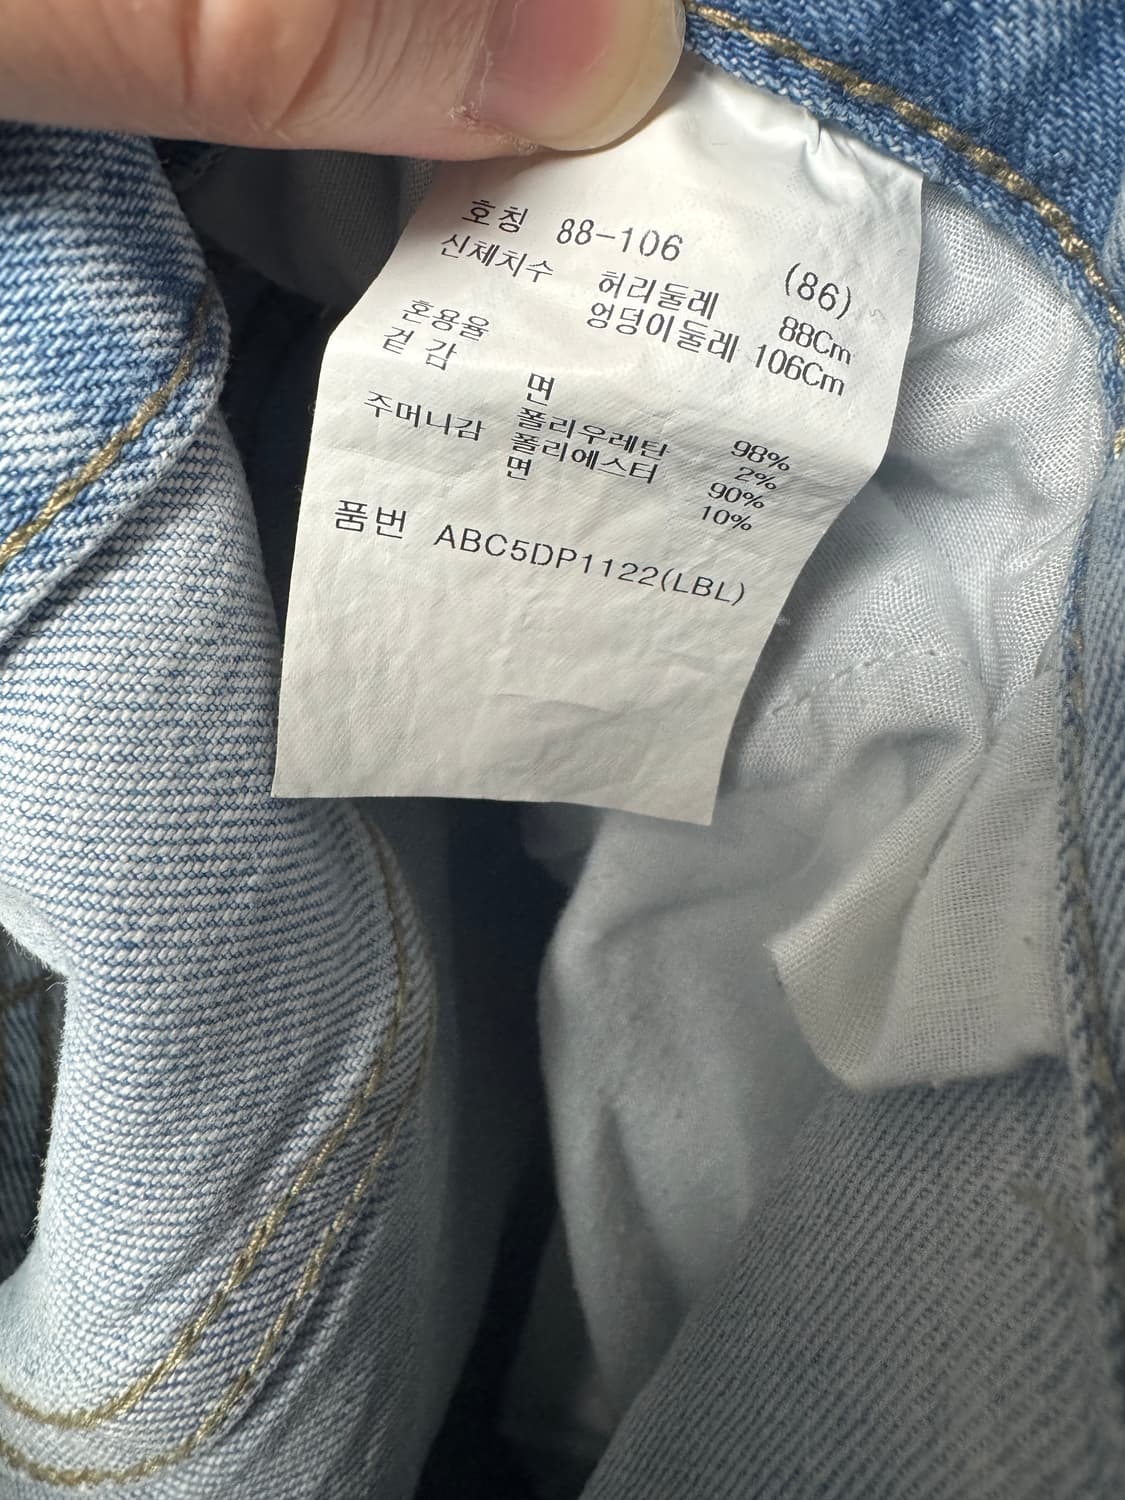 호칭 88-106 (86)
신체치수 허리둘레 88Cm
엉덩이둘레 106Cm
혼용율
겉 감 면 98%
폴리우레탄 2%
주머니감 폴리에스터 90%
면 10%
품번 ABC5DP1122(LBL)